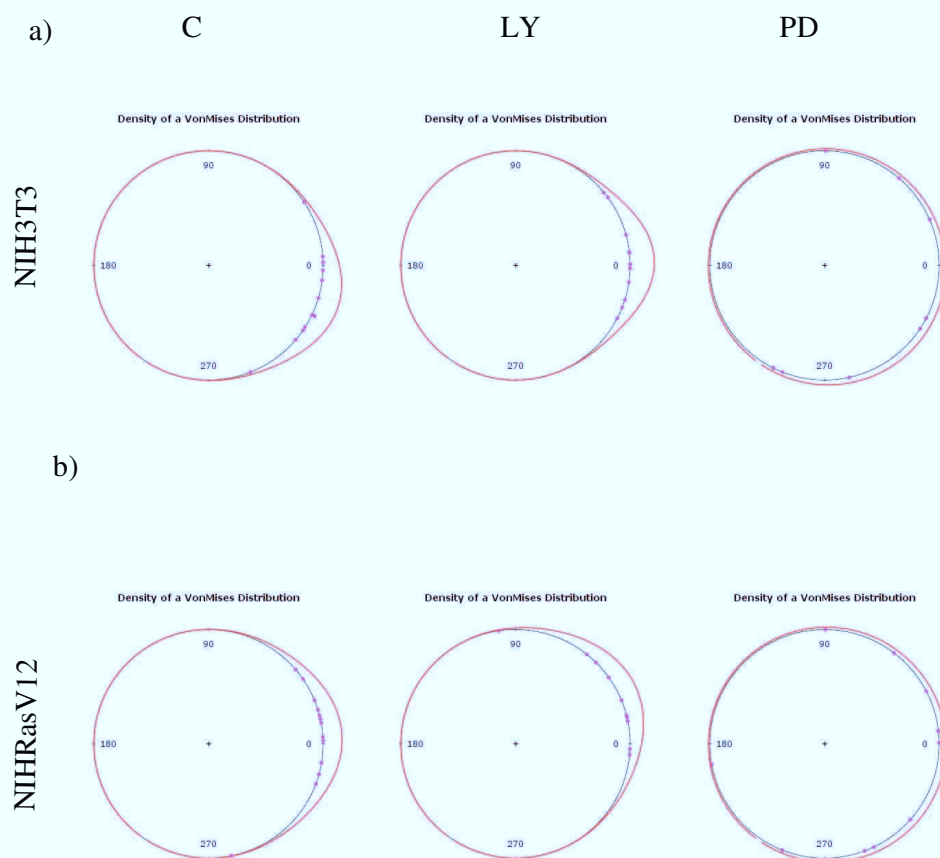 a)
C LY PD
NIH3T3
Density of a VonMises Distribution
90
180 + 0
270
Density of a VonMises Distribution
90
180 + 0
270
Density of a VonMises Distribution
90
180 + 0
270
b)
NIHRasV12
Density of a VonMises Distribution
90
180 + 0
270
Density of a VonMises Distribution
90
180 + 0
270
Density of a VonMises Distribution
90
180 + 0
270